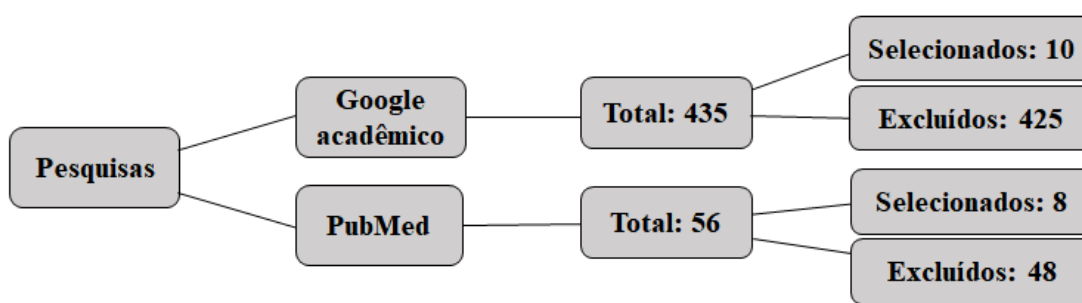 Pesquisas
Google
acadêmico
Total: 435
Selecionados: 10
Excluídos: 425
PubMed
Total: 56
Selecionados: 8
Excluídos: 48